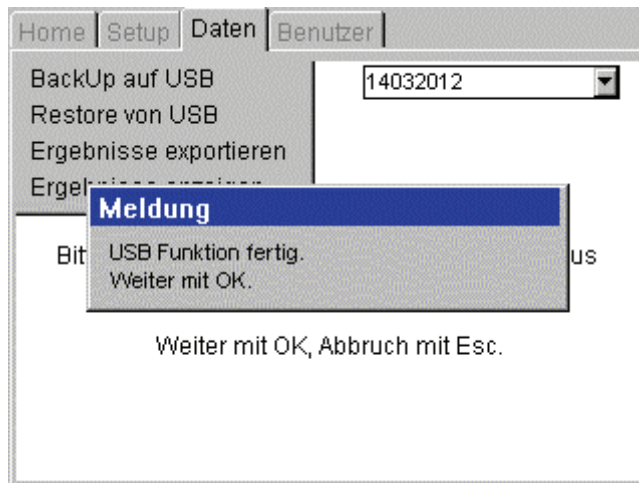 Home Setup Daten Benutzer
BackUp auf USB 14032012
Restore von USB
Ergebnisse exportieren
Meldung
USB Funktion fertig.
Weiter mit OK.
Weiter mit OK, Abbruch mit Esc.